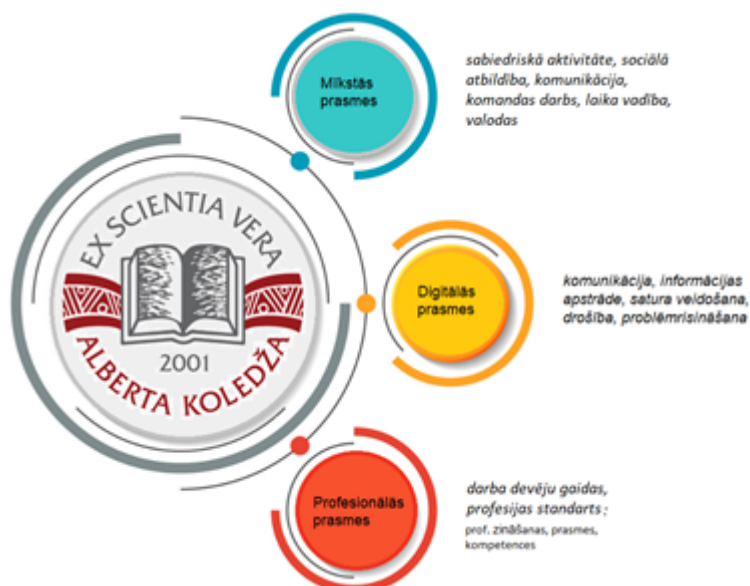 Mīkstās
prasmes
sabiedriskā aktivitāte, sociālā
atbildība, komunikācija,
komandas darbs, laika vadība,
valodas
EX SCIENTIA VERA
2001
ALBERTA KOLEDŽA
Digitālās
prasmes
komunikācija, informācijas
apstrāde, satura veidošana,
drošība, problēmrisināšana
Profesionālās
prasmes
darba devēju gaidas,
profesijas standarts;
prof. zināšanas, prasmes,
kompetences